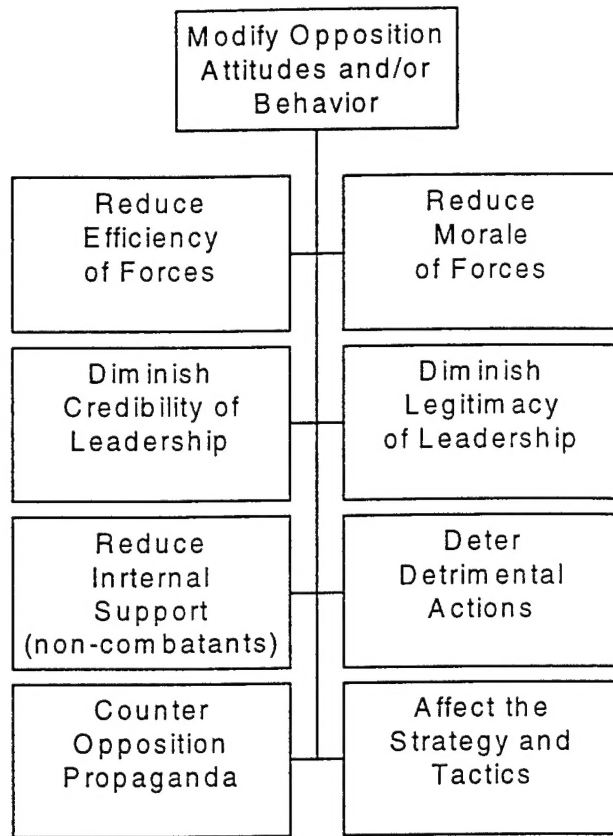 Modify Opposition
Attitudes and/or
Behavior
Reduce
Efficiency
of Forces
Reduce
Morale
of Forces
Diminish
Credibility of
Leadership
Diminish
Legitimacy
of Leadership
Reduce
Inrternal
Support
(non-combatants)
Deter
Detrimental
Actions
Counter
Opposition
Propaganda
Affect the
Strategy and
Tactics